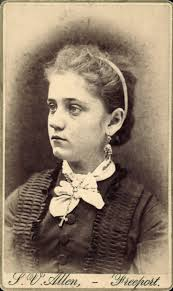 S. V. Allen, — Freeport.